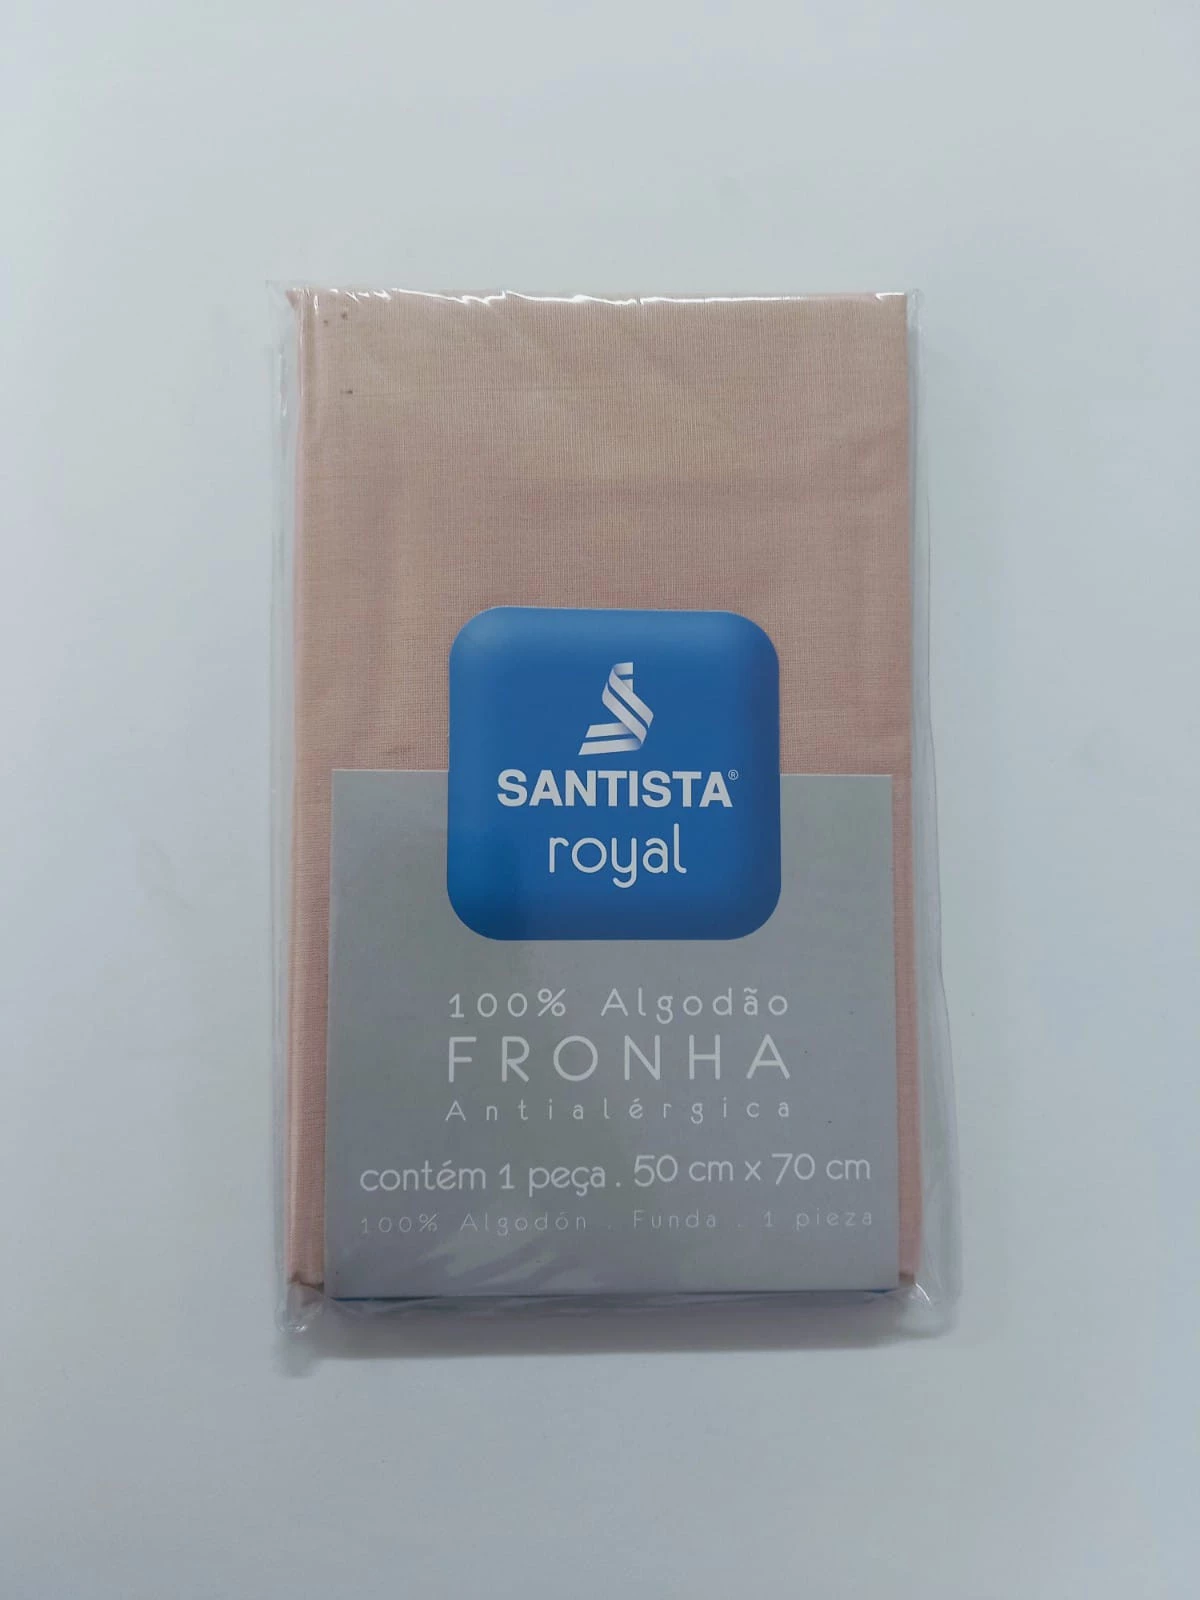 SANTISTA®
royal
100% Algodão
FRONHA
Antialérgica
contém 1 peça . 50 cm x 70 cm
100% Algodón . Funda . 1 pieza